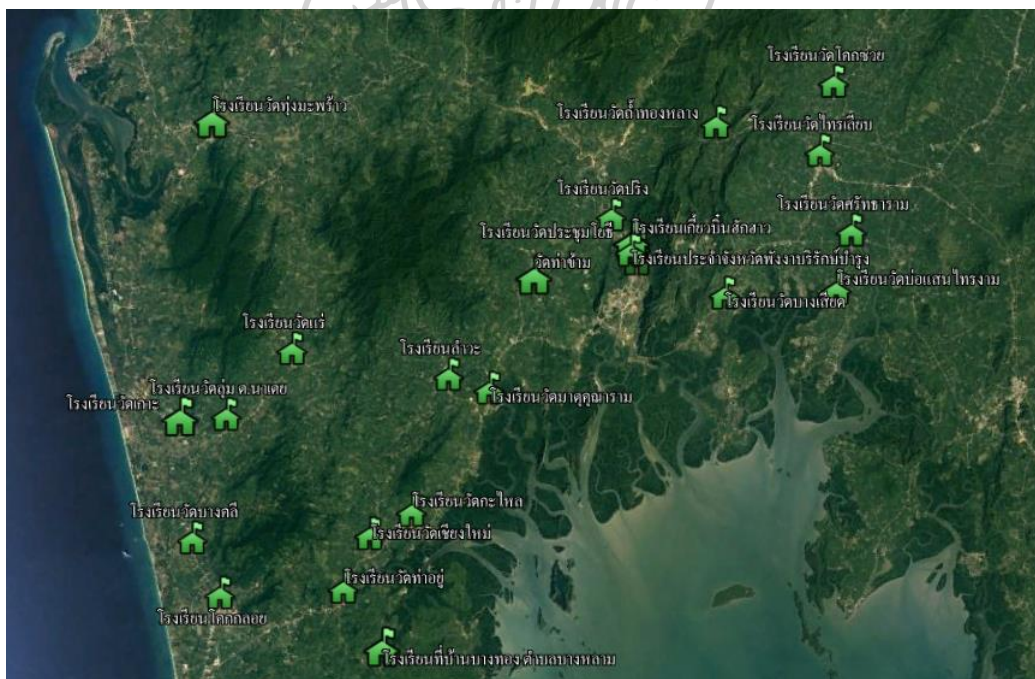 โรงเรียนวัดโคกซวย
โรงเรียนวัดทุ่งมะพร้าว
โรงเรียนวัดถ้ำทองหลาง
โรงเรียนวัดไทรเสียบ
โรงเรียนวัดปริง
โรงเรียนวัดศรัทธาราม
โรงเรียนวัดประชุมโยธี
โรงเรียนเกี้ยวบิ๋นฮักฮาว
วัดท่าข้าม
โรงเรียนประจำจังหวัดพังงาบริรักษ์บำรุง
โรงเรียนวัดบ่อแสนไทรงาม
โรงเรียนวัดบางเสียด
โรงเรียนวัดแร่
โรงเรียนลำวะ
โรงเรียนวัดลุ่ม ต.นาเตย
โรงเรียนวัดมาตุคุณาราม
โรงเรียนวัดเกาะ
โรงเรียนวัดกะไหล
โรงเรียนวัดบางคลี
โรงเรียนวัดเชียงใหม่
โรงเรียนวัดท่าอยู่
โรงเรียนโคกกลอย
โรงเรียนที่บ้านบางทอง ตำบลบางหลาม